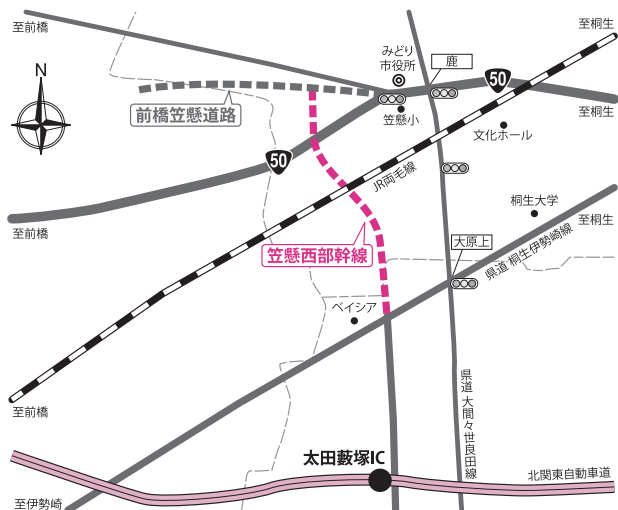 至前橋
至桐生
みどり
市役所
鹿
50
N
前橋笠懸道路
笠懸小
至桐生
文化ホール
50
JR両毛線
桐生大学
至桐生
至前橋
大原上
笠懸西部幹線
県道 桐生伊勢崎線
ベイシア
県道 大間々世良田線
至前橋
太田藪塚IC
北関東自動車道
至伊勢崎